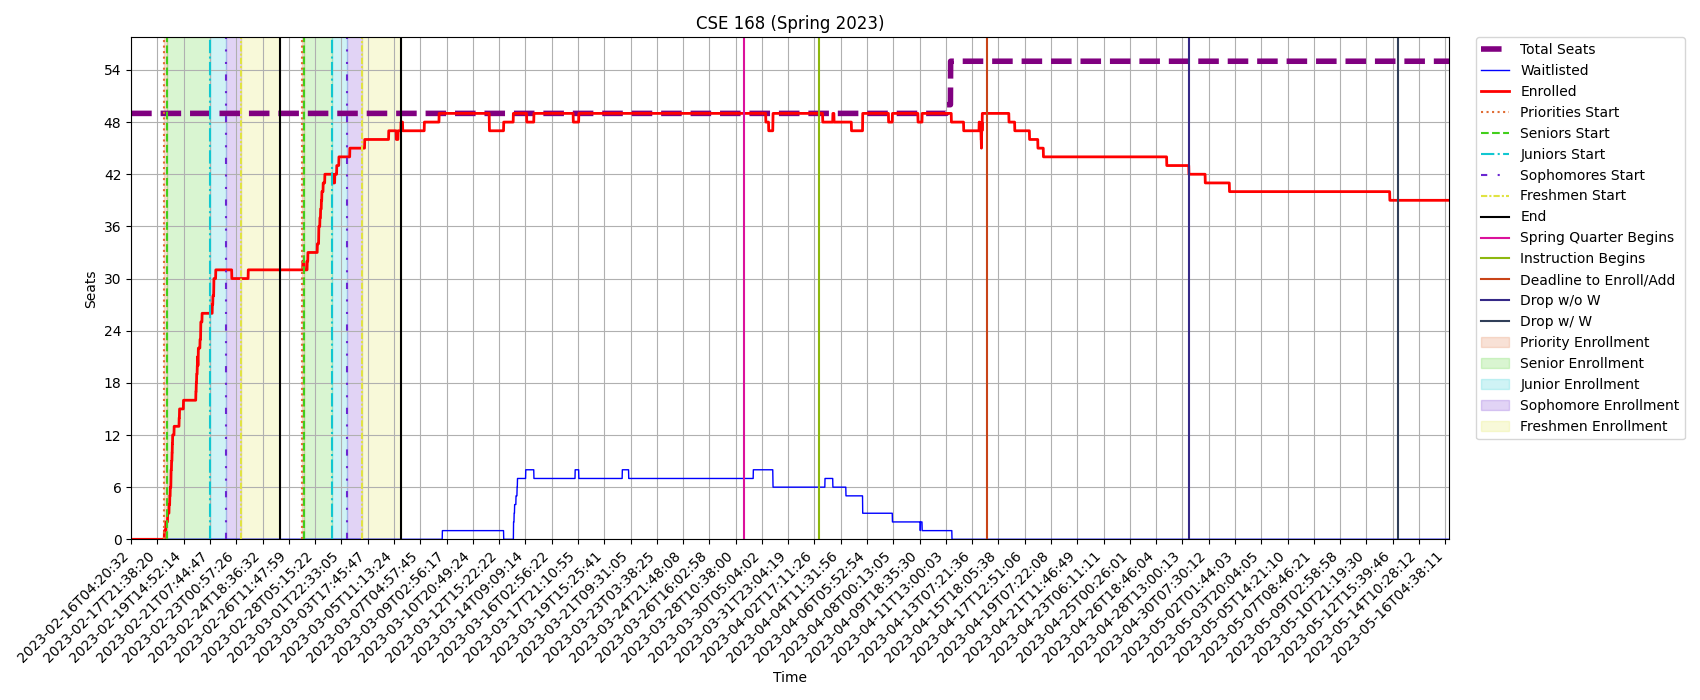 CSE 168 (Spring 2023)
Seats
54
48
42
36
30
24
18
12
6
0
2023-02-16T04:20:32
2023-02-17T21:38:20
2023-02-19T14:52:14
2023-02-21T07:44:47
2023-02-23T00:57:26
2023-02-24T18:36:32
2023-02-26T11:47:59
2023-02-28T05:15:22
2023-03-01T22:33:05
2023-03-03T17:45:47
2023-03-05T11:13:24
2023-03-07T04:57:45
2023-03-09T02:56:17
2023-03-10T20:49:24
2023-03-12T15:22:22
2023-03-14T09:09:14
2023-03-16T02:56:22
2023-03-17T21:10:55
2023-03-19T15:25:41
2023-03-21T09:31:05
2023-03-23T03:38:25
2023-03-24T21:48:08
2023-03-26T16:02:58
2023-03-28T10:38:00
2023-03-30T05:04:02
2023-03-31T23:04:19
2023-04-02T17:11:26
2023-04-04T11:31:56
2023-04-06T05:52:54
2023-04-08T00:13:05
2023-04-09T18:35:30
2023-04-11T13:00:03
2023-04-13T07:21:36
2023-04-15T18:05:38
2023-04-17T12:51:06
2023-04-19T07:22:08
2023-04-21T11:46:49
2023-04-23T06:11:11
2023-04-25T00:26:01
2023-04-26T18:46:04
2023-04-28T13:00:13
2023-04-30T07:30:12
2023-05-02T01:44:03
2023-05-03T20:04:05
2023-05-05T14:21:10
2023-05-07T08:46:21
2023-05-09T02:58:58
2023-05-10T21:19:30
2023-05-12T15:39:46
2023-05-14T10:28:12
2023-05-16T04:38:11
Time
Total Seats
Waitlisted
Enrolled
Priorities Start
Seniors Start
Juniors Start
Sophomores Start
Freshmen Start
End
Spring Quarter Begins
Instruction Begins
Deadline to Enroll/Add
Drop w/o W
Drop w/ W
Priority Enrollment
Senior Enrollment
Junior Enrollment
Sophomore Enrollment
Freshmen Enrollment